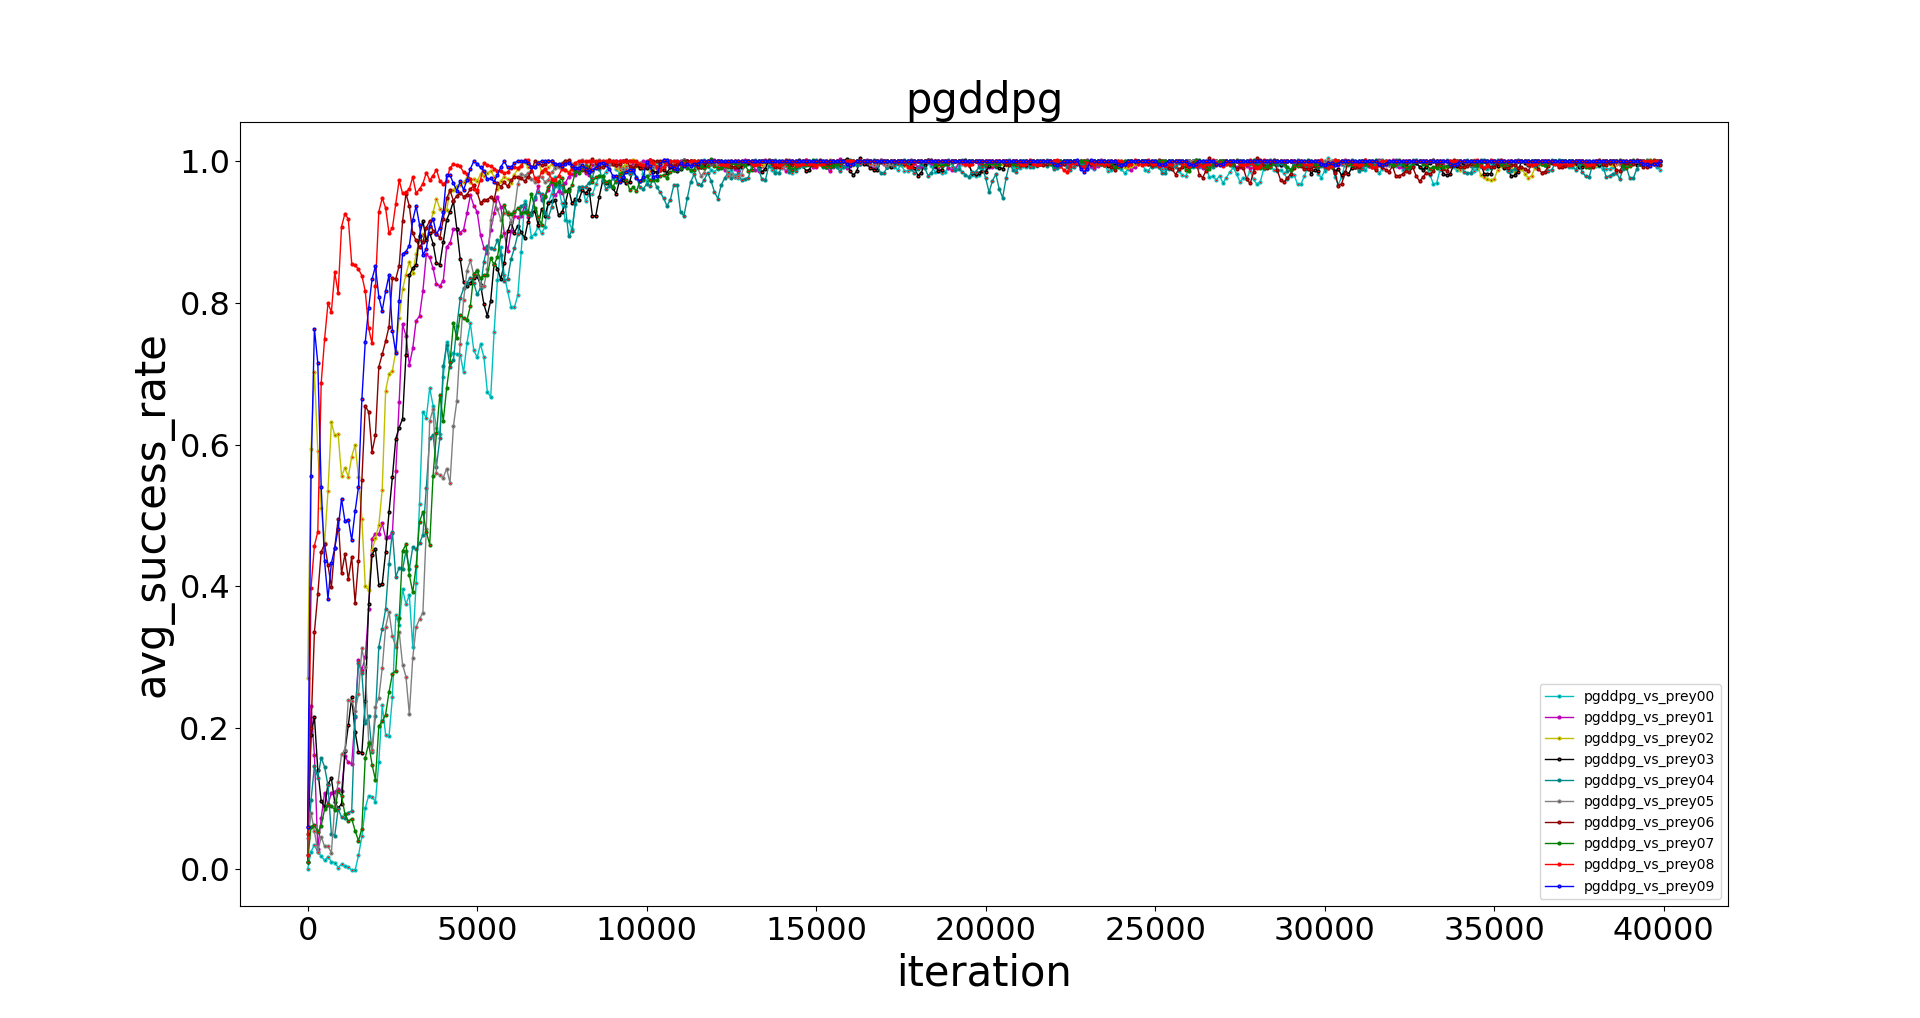 pgddpg
avg_success_rate
1.0
0.8
0.6
0.4
0.2
0.0
0 5000 10000 15000 20000 25000 30000 35000 40000
iteration
pgddpg_vs_prey00
pgddpg_vs_prey01
pgddpg_vs_prey02
pgddpg_vs_prey03
pgddpg_vs_prey04
pgddpg_vs_prey05
pgddpg_vs_prey06
pgddpg_vs_prey07
pgddpg_vs_prey08
pgddpg_vs_prey09